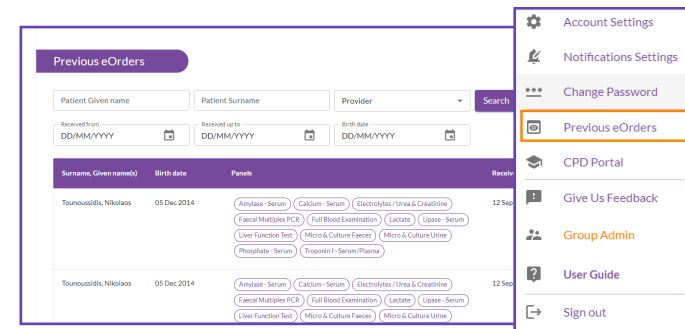 Previous eOrders
Patient Given name
Patient Surname
Provider
Search
Received from
DD/MM/YYYY
Received up to
DD/MM/YYYY
Birth date
DD/MM/YYYY
Surname, Given name(s) Birth date Panels Receiv
Tounoussidis, Nikolaos 05 Dec 2014 Amylase - Serum Calcium - Serum Electrolytes / Urea & Creatinine 12 Sep
Faecal Multiplex PCR Full Blood Examination Lactate Lipase - Serum
Liver Function Test Micro & Culture Faeces Micro & Culture Urine
Phosphate - Serum Troponin I - Serum/Plasma
Tounoussidis, Nikolaos 05 Dec 2014 Amylase - Serum Calcium - Serum Electrolytes / Urea & Creatinine 12 Sep
Faecal Multiplex PCR Full Blood Examination Lactate Lipase - Serum
Liver Function Test Micro & Culture Faeces Micro & Culture Urine
Account Settings
Notifications Settings
Change Password
Previous eOrders
CPD Portal
Give Us Feedback
Group Admin
User Guide
Sign out